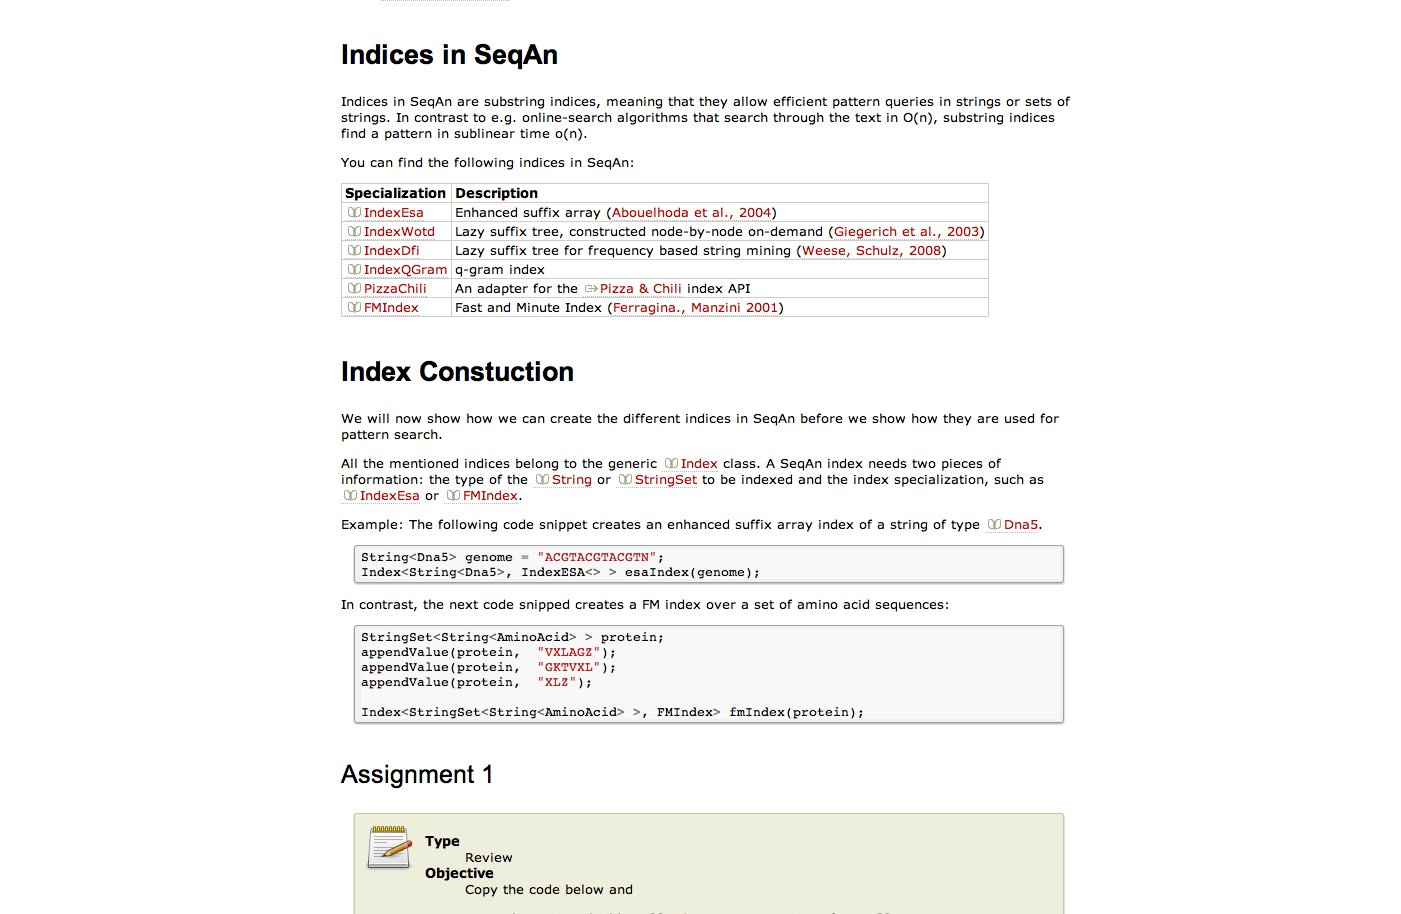 Indices in SeqAn
Indices in SeqAn are substring indices, meaning that they allow efficient pattern queries in strings or sets of
strings. In contrast to e.g. online-search algorithms that search through the text in O(n), substring indices
find a pattern in sublinear time o(n).
You can find the following indices in SeqAn:
Specialization Description
IndexEsa Enhanced suffix array (Abouelhoda et al., 2004)
IndexWotd Lazy suffix tree, constructed node-by-node on-demand (Giegerich et al., 2003)
IndexDfi Lazy suffix tree for frequency based string mining (Weese, Schulz, 2008)
IndexQGram q-gram index
PizzaChili An adapter for the Pizza & Chili index API
FMIndex Fast and Minute Index (Ferragina., Manzini 2001)
Index Constuction
We will now show how we can create the different indices in SeqAn before we show how they are used for
pattern search.
All the mentioned indices belong to the generic Index class. A SeqAn index needs two pieces of
information: the type of the String or StringSet to be indexed and the index specialization, such as
IndexEsa or FMIndex.
Example: The following code snippet creates an enhanced suffix array index of a string of type Dna5.
String<Dna5> genome = "ACGTACGTACGTN";
Index<String<Dna5>, IndexESA<> > esaIndex(genome);
In contrast, the next code snipped creates a FM index over a set of amino acid sequences:
StringSet<String<AminoAcid> > protein;
appendValue(protein, "VXLAGZ");
appendValue(protein, "GKTVXL");
appendValue(protein, "XLZ");
Index<StringSet<String<AminoAcid> >, FMIndex> fmIndex(protein);
Assignment 1
Type
Review
Objective
Copy the code below and